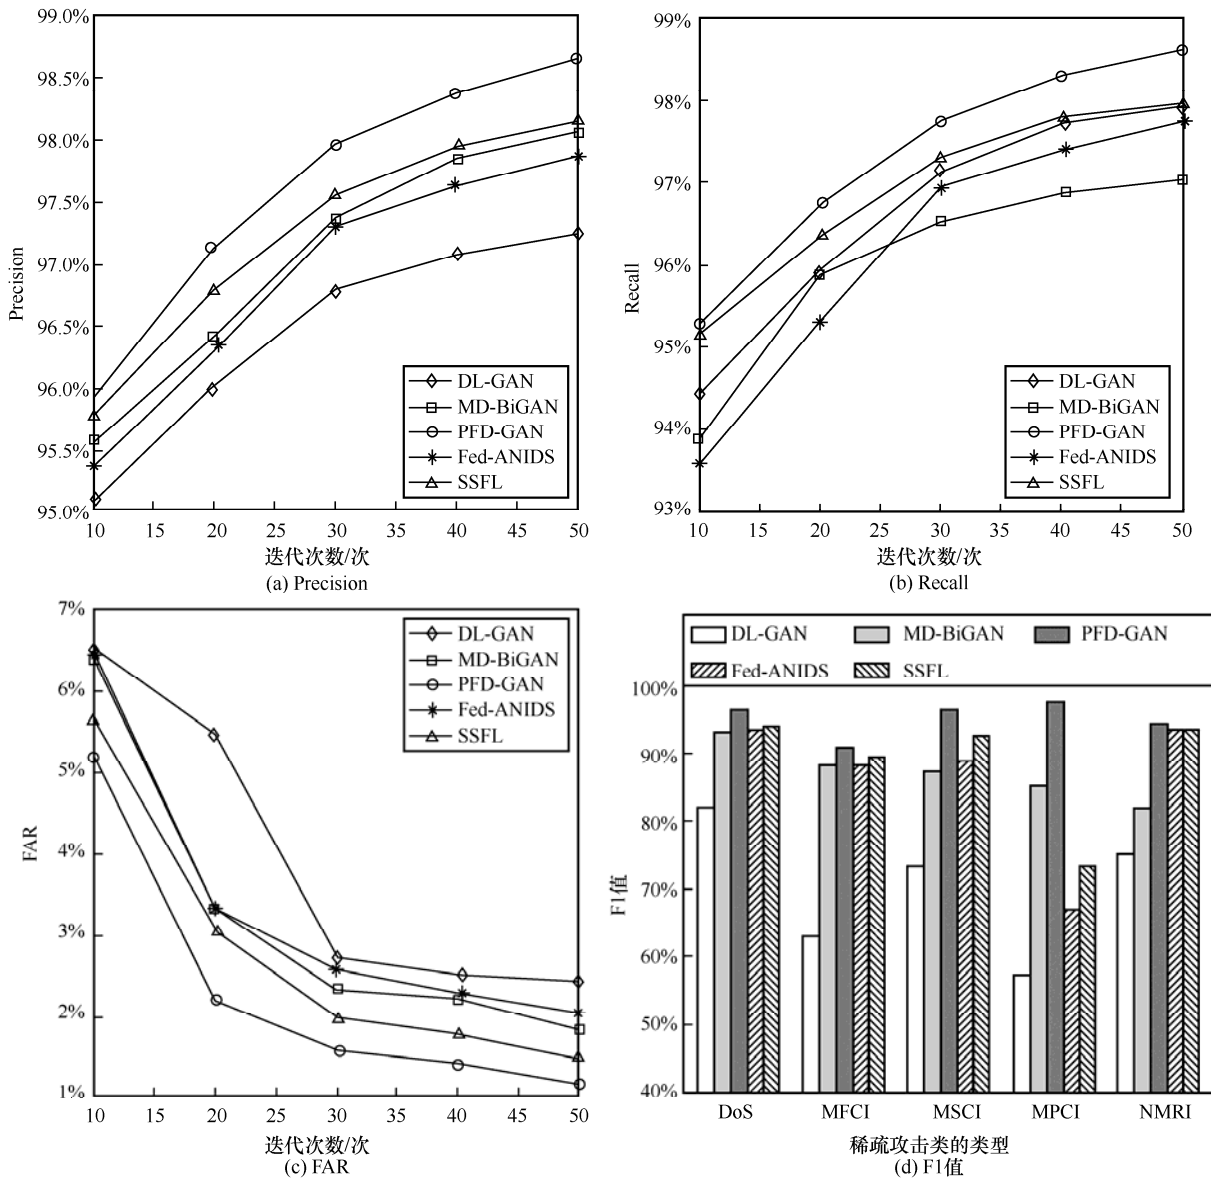 99.0%
98.5%
98.0%
97.5%
97.0%
96.5%
96.0%
95.5%
95.0%
Precision
DL-GAN
MD-BiGAN
PFD-GAN
Fed-ANIDS
SSFL
10 15 20 25 30 35 40 45 50
迭代次数/次
(a) Precision
99%
98%
97%
96%
95%
94%
93%
Recall
DL-GAN
MD-BiGAN
PFD-GAN
Fed-ANIDS
SSFL
10 15 20 25 30 35 40 45 50
迭代次数/次
(b) Recall
7%
6%
5%
4%
3%
2%
1%
FAR
DL-GAN
MD-BiGAN
PFD-GAN
Fed-ANIDS
SSFL
10 15 20 25 30 35 40 45 50
迭代次数/次
(c) FAR
DL-GAN MD-BiGAN PFD-GAN
Fed-ANIDS SSFL
100%
90%
80%
70%
60%
50%
40%
F1值
DoS MFCI MSCI MPCI NMRI
稀疏攻击类的类型
(d) F1值